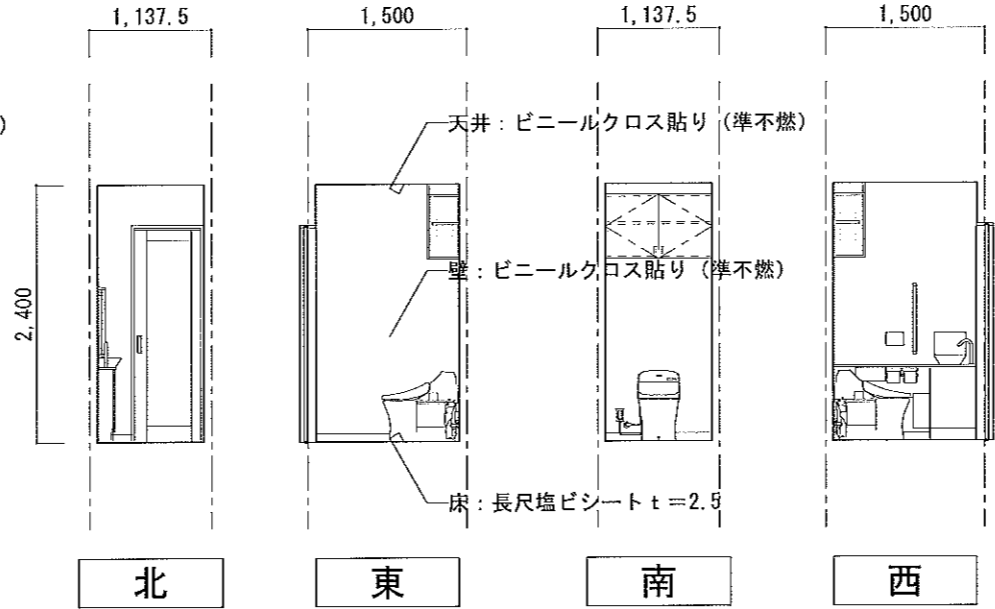 1,137.5
1,500
1,137.5
1,500
)
天井：ビニールクロス貼り（準不燃）
壁：ビニールクロス貼り（準不燃）
2,400
床：長尺塩ビシートｔ＝2.5
北
東
南
西